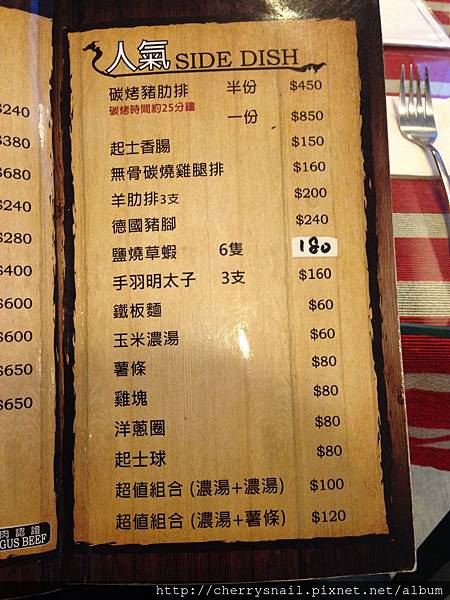 $240
$380
$680
$240
$280
$400
$600
$600
$650
$650
肉認證
GUS BEEF
人氣 SIDE DISH
碳烤豬肋排 半份 $450
碳烤時間約25分鐘
一份 $850
起士香腸 $150
無骨碳燒雞腿排 $160
羊肋排3支 $200
德國豬腳 $240
鹽燒草蝦 6隻 180
手羽明太子 3支 $160
鐵板麵 $60
玉米濃湯 $60
薯條 $80
雞塊 $80
洋蔥圈 $80
起士球 $80
超值組合 (濃湯+濃湯) $100
超值組合 (濃湯+薯條) $120
http://cherrysnail.pixnet.net/album